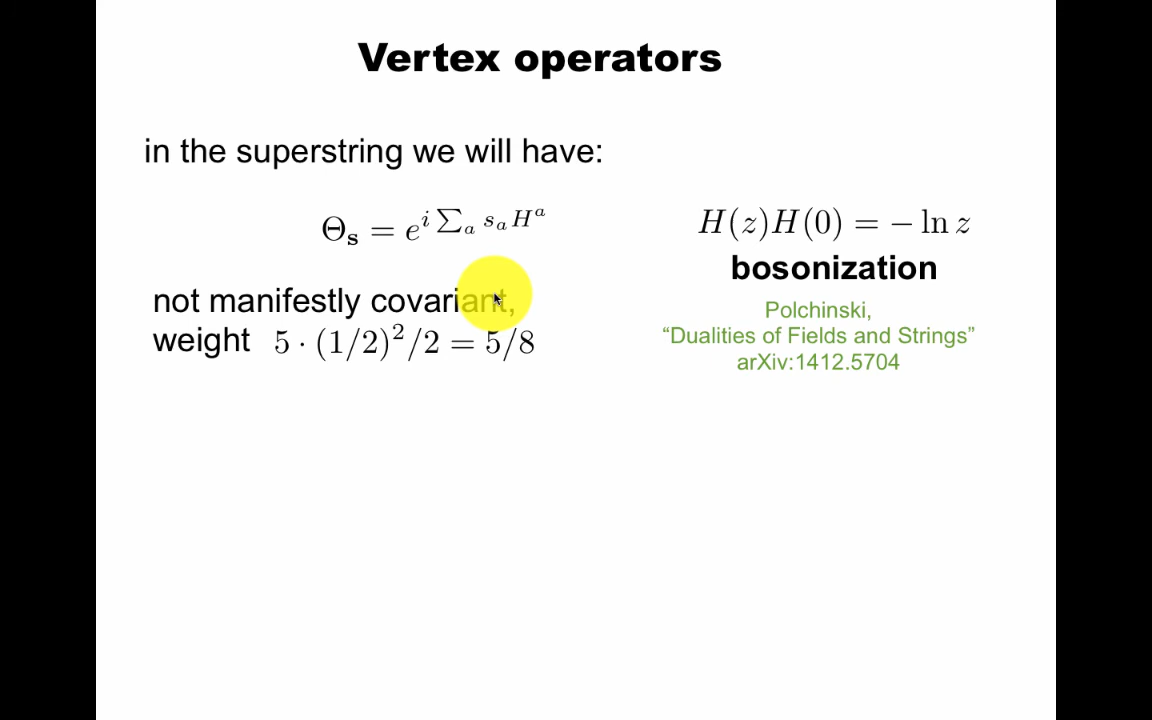 Vertex operators
in the superstring we will have:
Θ_𝐬 = e^{i ∑_a s_a H^a}
H(z)H(0) = − ln z
bosonization
not manifestly covariant,
weight 5 · (1/2)²/2 = 5/8
Polchinski,
“Dualities of Fields and Strings”
arXiv:1412.5704